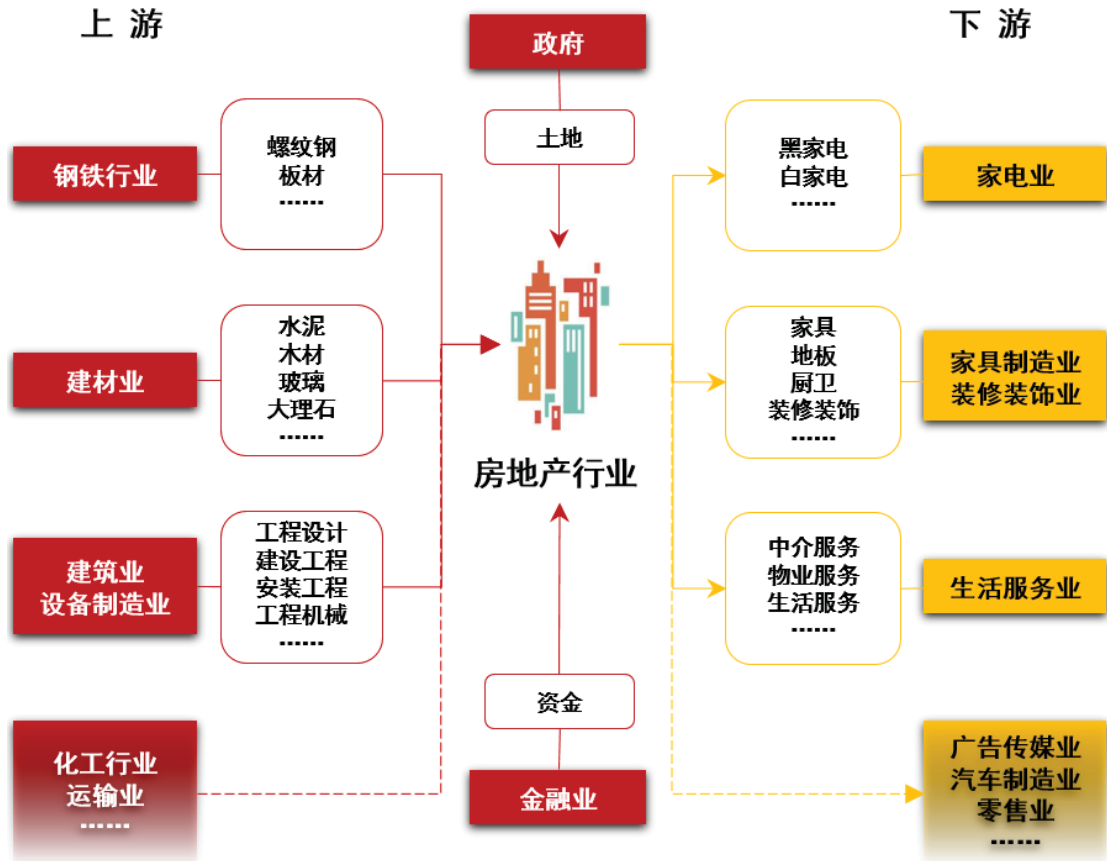 上 游
下 游
政府
土地
钢铁行业
螺纹钢
板材
······
黑家电
白家电
······
家电业
建材业
水泥
木材
玻璃
大理石
······
家具
地板
厨卫
装修装饰
······
家具制造业
装修装饰业
房地产行业
建筑业
设备制造业
工程设计
建设工程
安装工程
工程机械
······
中介服务
物业服务
生活服务
······
生活服务业
资金
金融业
化工行业
运输业
······
广告传媒业
汽车制造业
零售业
······